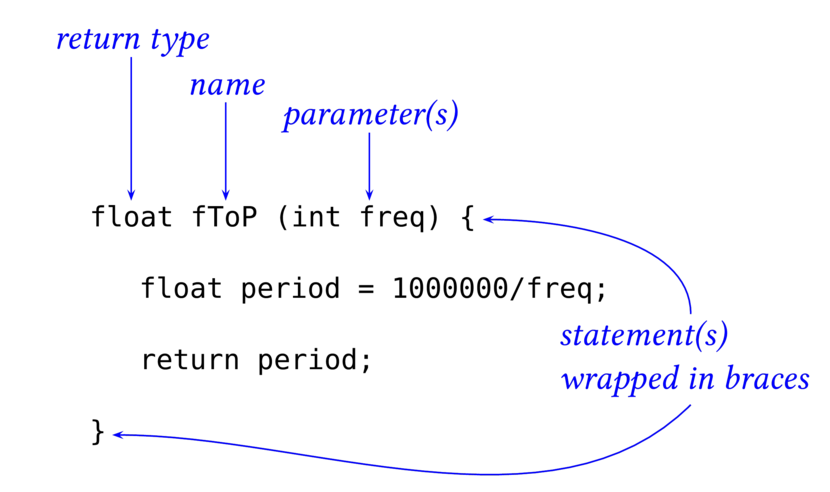 return type
name
parameter(s)
float fToP (int freq) {
float period = 1000000/freq;
statement(s)
wrapped in braces
return period;
}